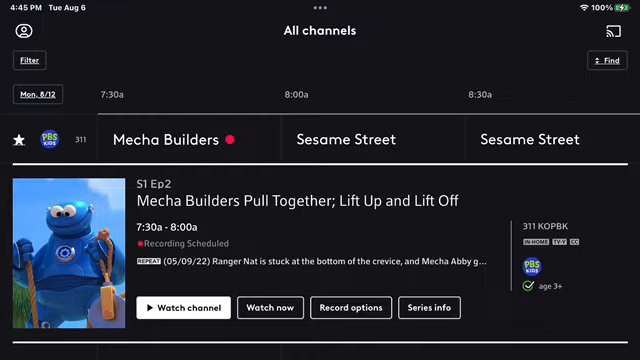 4:45 PM Tue Aug 6
100%
All channels
Filter
Find
Mon, 8/12
7:30a
8:00a
8:30a
PBS KIDS
311
Mecha Builders
Sesame Street
Sesame Street
S1 Ep2
Mecha Builders Pull Together; Lift Up and Lift Off
7:30a - 8:00a
Recording Scheduled
REPEAT (05/09/22) Ranger Nat is stuck at the bottom of the crevice, and Mecha Abby g...
311 KOPBK
IN-HOME TV-Y CC
PBS KIDS
age 3+
Watch channel
Watch now
Record options
Series info